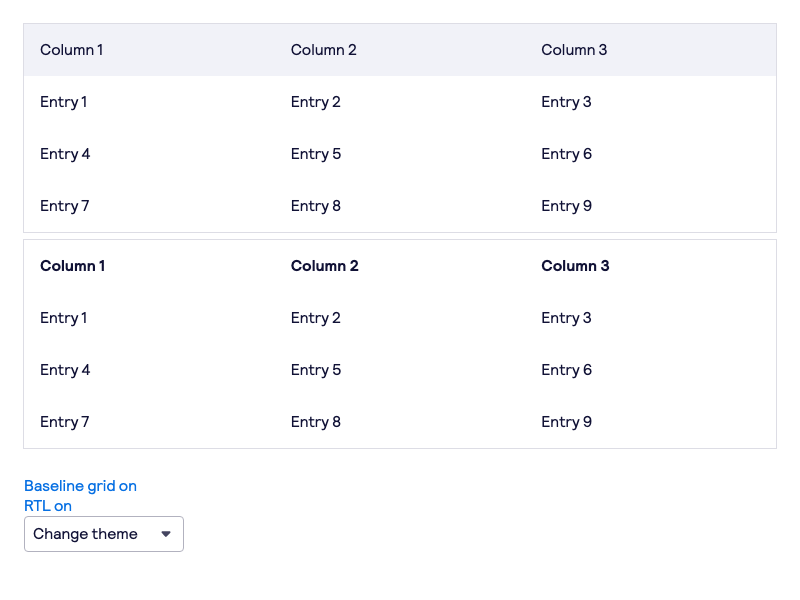 Column 1 Column 2 Column 3
Entry 1 Entry 2 Entry 3
Entry 4 Entry 5 Entry 6
Entry 7 Entry 8 Entry 9
Column 1 Column 2 Column 3
Entry 1 Entry 2 Entry 3
Entry 4 Entry 5 Entry 6
Entry 7 Entry 8 Entry 9
Baseline grid on
RTL on
Change theme